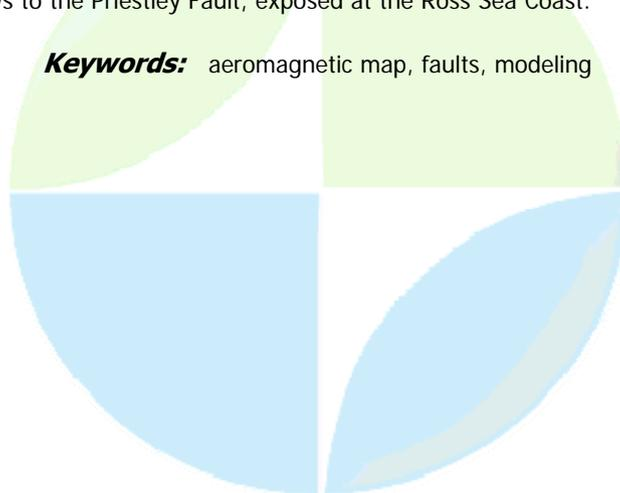 to the Priestley Fault, exposed at the Ross Sea Coast.
Keywords: aeromagnetic map, faults, modeling